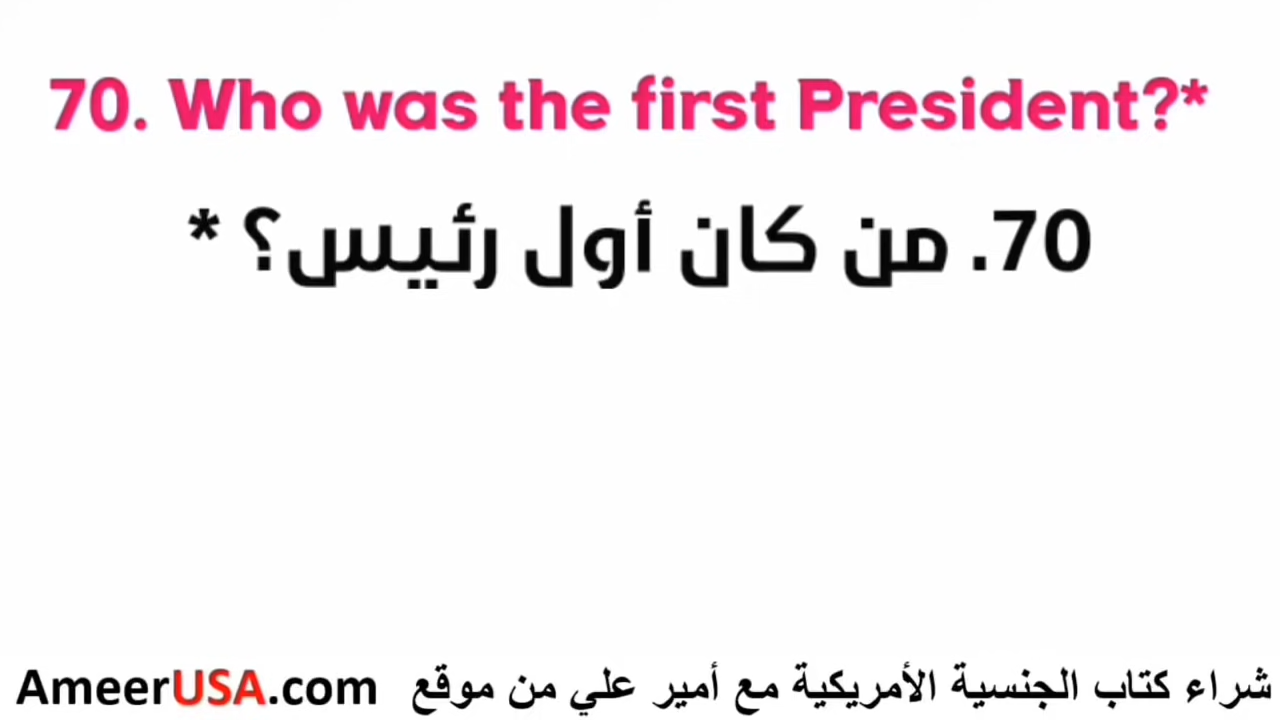 70. Who was the first President?*
70. من كان أول رئيس؟ *
شراء كتاب الجنسية الأمريكية مع أمير علي من موقع AmeerUSA.com